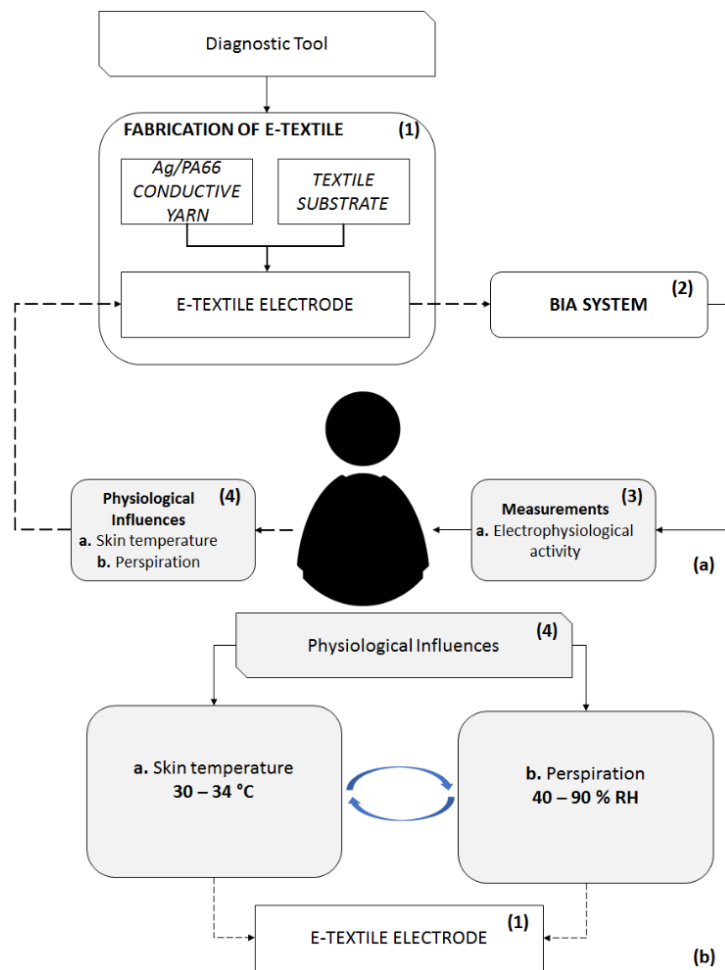 Diagnostic Tool
FABRICATION OF E-TEXTILE
(1)
Ag/PA66
CONDUCTIVE
YARN
TEXTILE
SUBSTRATE
E-TEXTILE ELECTRODE
(2)
BIA SYSTEM
Physiological
Influences
(4)
a. Skin temperature
b. Perspiration
(3)
Measurements
a. Electrophysiological
activity
(a)
(4)
Physiological Influences
a. Skin temperature
30 – 34 °C
b. Perspiration
40 – 90 % RH
(1)
E-TEXTILE ELECTRODE
(b)